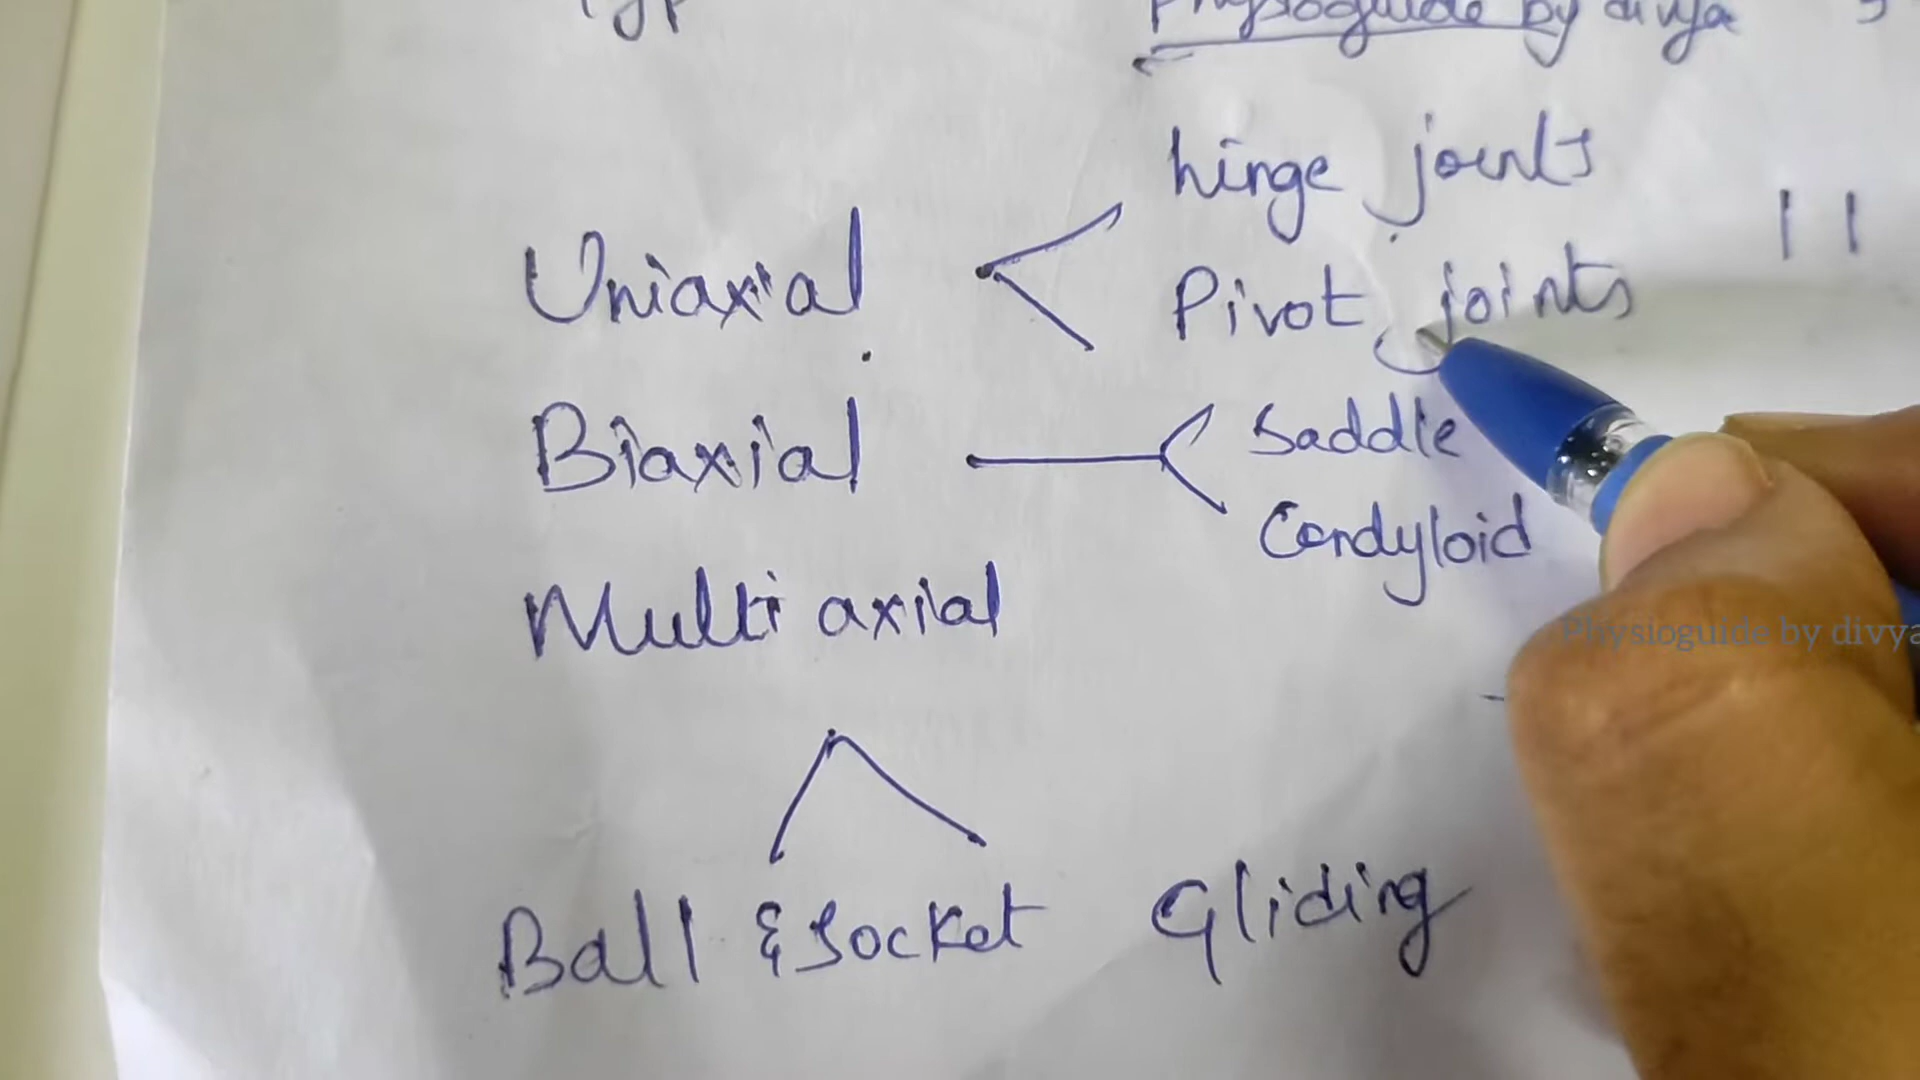 Typ
Physioguide by divya
hinge joints
Uniaxial
Pivot joints
Biaxial
Saddle
Condyloid
Multi axial
Physioguide by divya
Ball & Socket Gliding